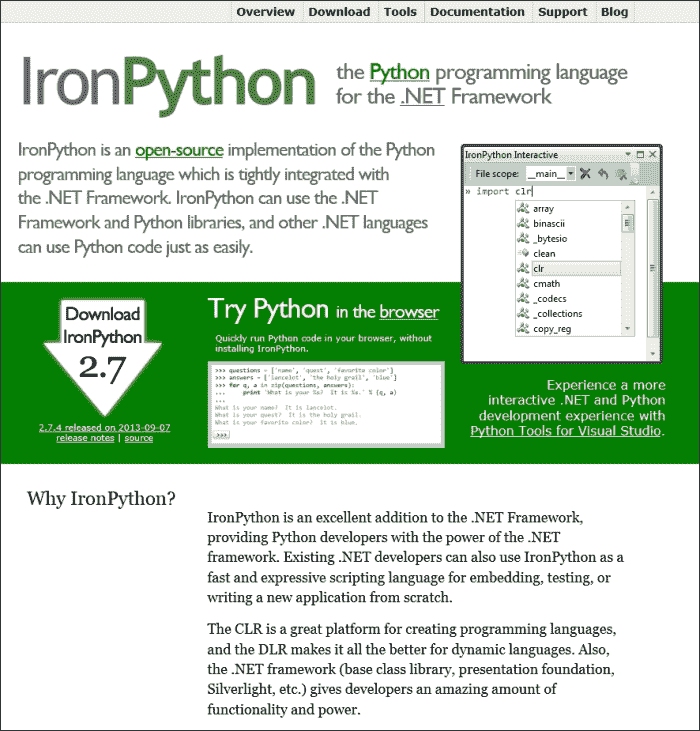 Overview Download Tools Documentation Support Blog
IronPython
the Python programming language
for the .NET Framework
IronPython is an open-source implementation of the Python
programming language which is tightly integrated with
the .NET Framework. IronPython can use the .NET
Framework and Python libraries, and other .NET languages
can use Python code just as easily.
IronPython Interactive
File scope: __main__
» import clr
array
binascii
_bytesio
clean
clr
cmath
_codecs
_collections
copy_reg
Download
IronPython
2.7
2.7.4 released on 2013-09-07
release notes | source
Try Python in the browser
Quickly run Python code in your browser, without
installing IronPython.
>>> questions = ['name', 'quest', 'favorite color']
>>> answers = ['lancelot', 'the holy grail', 'blue']
>>> for q, a in zip(questions, answers):
...     print 'What is your %s?  It is %s.' % (q, a)
...
What is your name?  It is lancelot.
What is your quest?  It is the holy grail.
What is your favorite color?  It is blue.
>>>
Experience a more
interactive .NET and Python
development experience with
Python Tools for Visual Studio.
Why IronPython?
IronPython is an excellent addition to the .NET Framework,
providing Python developers with the power of the .NET
framework. Existing .NET developers can also use IronPython as a
fast and expressive scripting language for embedding, testing, or
writing a new application from scratch.
The CLR is a great platform for creating programming languages,
and the DLR makes it all the better for dynamic languages. Also,
the .NET framework (base class library, presentation foundation,
Silverlight, etc.) gives developers an amazing amount of
functionality and power.